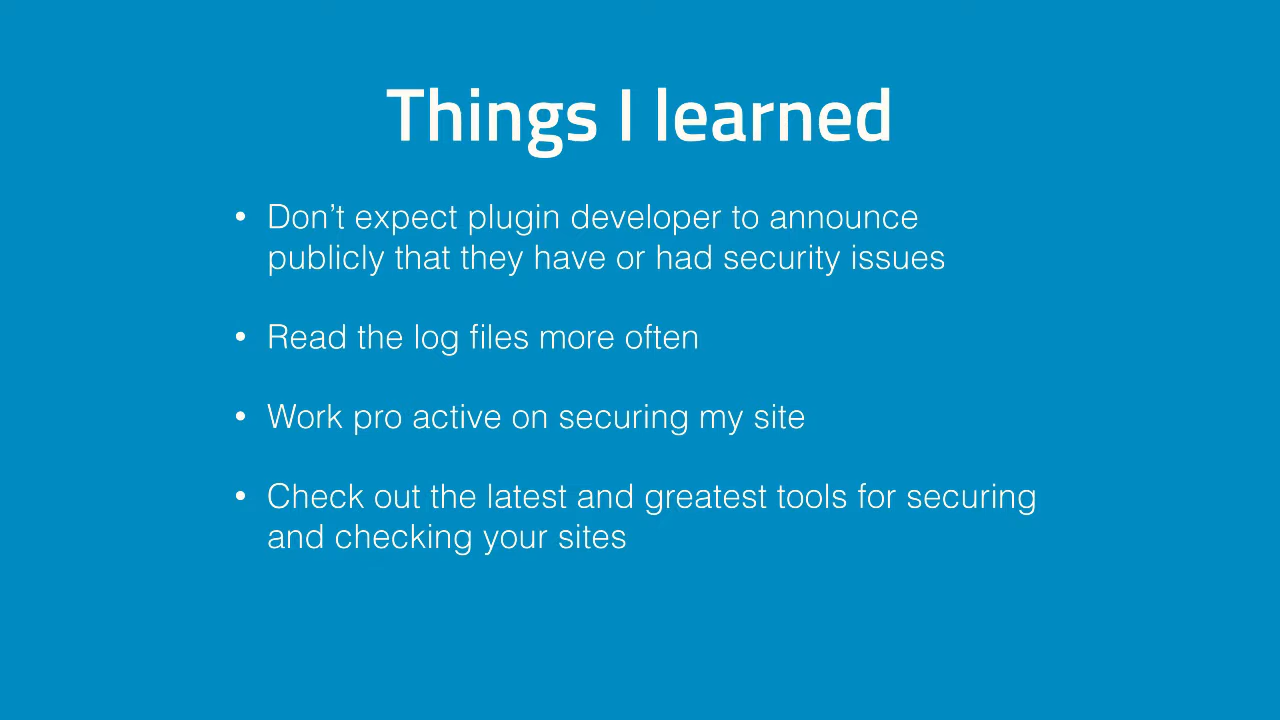 Things I learned
• Don’t expect plugin developer to announce
publicly that they have or had security issues
• Read the log files more often
• Work pro active on securing my site
• Check out the latest and greatest tools for securing
and checking your sites